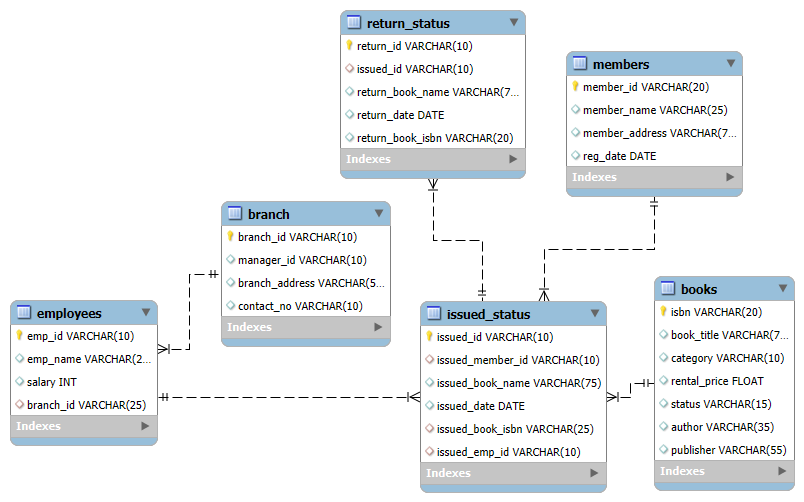 return_status
return_id VARCHAR(10)
issued_id VARCHAR(10)
return_book_name VARCHAR(7...
return_date DATE
return_book_isbn VARCHAR(20)
Indexes
members
member_id VARCHAR(20)
member_name VARCHAR(25)
member_address VARCHAR(7...
reg_date DATE
Indexes
branch
branch_id VARCHAR(10)
manager_id VARCHAR(10)
branch_address VARCHAR(5...
contact_no VARCHAR(10)
Indexes
employees
emp_id VARCHAR(10)
emp_name VARCHAR(2...
salary INT
branch_id VARCHAR(25)
Indexes
issued_status
issued_id VARCHAR(10)
issued_member_id VARCHAR(10)
issued_book_name VARCHAR(75)
issued_date DATE
issued_book_isbn VARCHAR(25)
issued_emp_id VARCHAR(10)
Indexes
books
isbn VARCHAR(20)
book_title VARCHAR(7...
category VARCHAR(10)
rental_price FLOAT
status VARCHAR(15)
author VARCHAR(35)
publisher VARCHAR(55)
Indexes